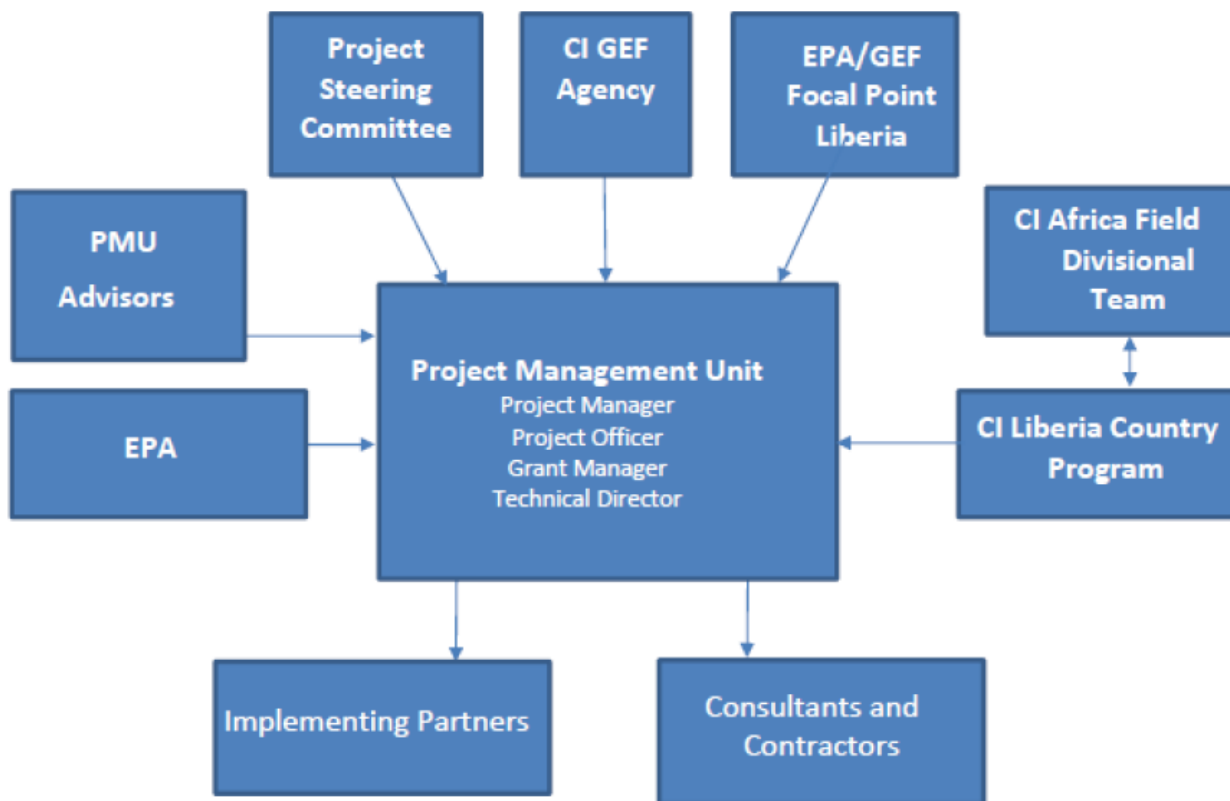 Project
Steering
Committee
CI GEF
Agency
EPA/GEF
Focal Point
Liberia
PMU
Advisors
CI Africa Field
Divisional
Team
EPA
Project Management Unit
Project Manager
Project Officer
Grant Manager
Technical Director
CI Liberia Country
Program
Implementing Partners
Consultants and
Contractors